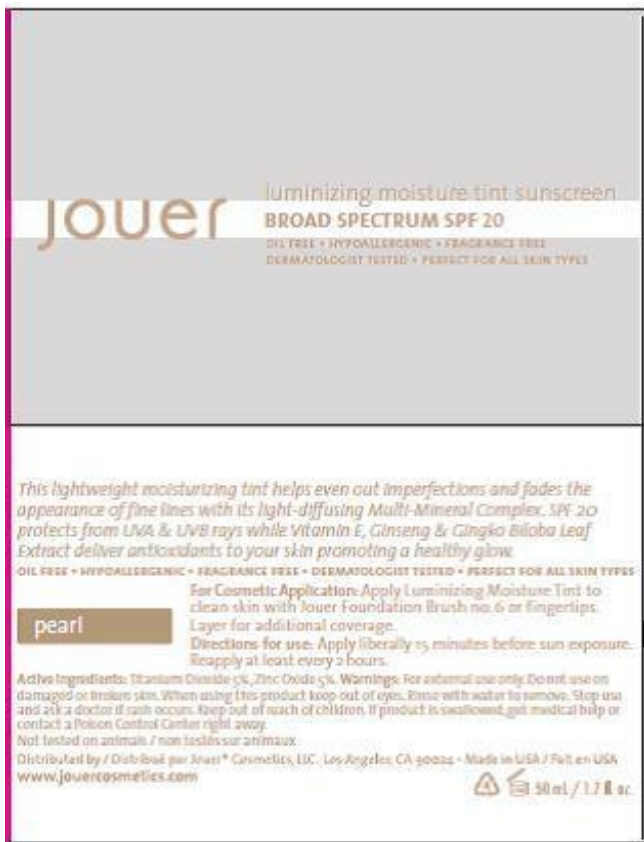 jouer
luminizing moisture tint sunscreen
BROAD SPECTRUM SPF 20
OIL FREE • HYPOALLERGENIC • FRAGRANCE FREE
DERMATOLOGIST TESTED • PERFECT FOR ALL SKIN TYPES
This lightweight moisturizing tint helps even out imperfections and fades the
appearance of fine lines with its light-diffusing Multi-Mineral Complex. SPF 20
protects from UVA & UVB rays while Vitamin E, Ginseng & Gingko Biloba Leaf
Extract deliver antioxidants to your skin promoting a healthy glow.
OIL FREE • HYPOALLERGENIC • FRAGRANCE FREE • DERMATOLOGIST TESTED • PERFECT FOR ALL SKIN TYPES
For Cosmetic Application: Apply Luminizing Moisture Tint to
clean skin with Jouer Foundation Brush no. 6 or fingertips.
Layer for additional coverage.
pearl
Directions for use: Apply liberally 15 minutes before sun exposure.
Reapply at least every 2 hours.
Active Ingredients: Titanium Dioxide 5%, Zinc Oxide 5%. Warnings: For external use only. Do not use on
damaged or broken skin. When using this product keep out of eyes. Rinse with water to remove. Stop use
and ask a doctor if rash occurs. Keep out of reach of children. If product is swallowed, get medical help or
contact a Poison Control Center right away.
Not tested on animals / non testés sur animaux
Distributed by / Distribué par Jouer® Cosmetics, LLC. Los Angeles, CA 90024 - Made in USA / Fait en USA
www.jouercosmetics.com
50 mL / 1.7 fl oz.